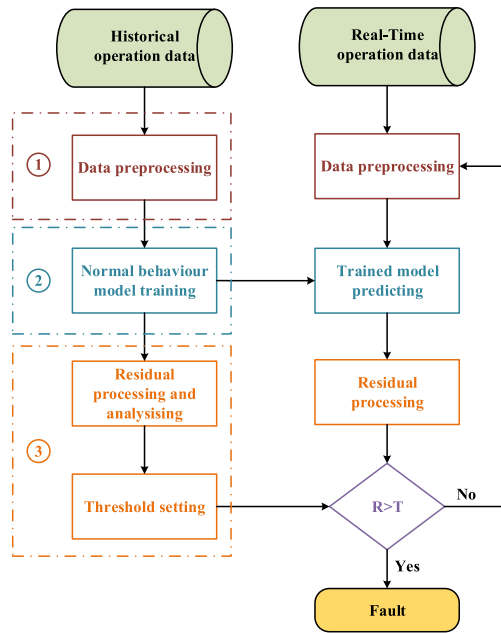 Historical
operation data
Real-Time
operation data
1
Data preprocessing
Data preprocessing
2
Normal behaviour
model training
Trained model
predicting
3
Residual
processing and
analysising
Residual
processing
Threshold setting
R>T
No
Yes
Fault